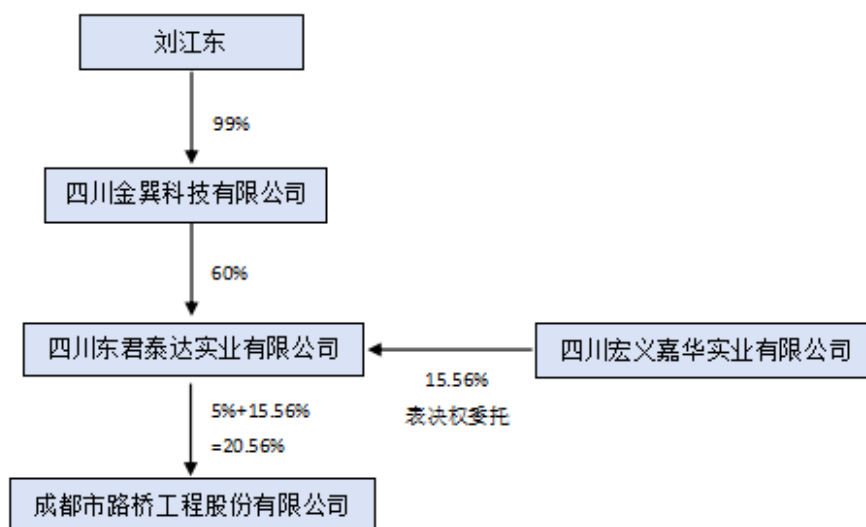 刘江东
99%
四川金巽科技有限公司
60%
四川东君泰达实业有限公司
四川宏义嘉华实业有限公司
15.56%
表决权委托
5%+15.56%
=20.56%
成都市路桥工程股份有限公司